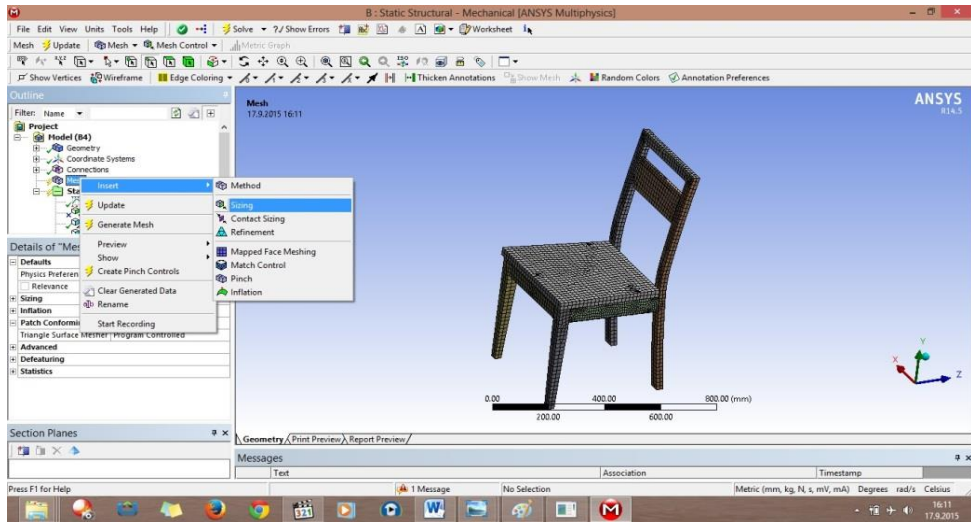 B : Static Structural - Mechanical [ANSYS Multiphysics]
File Edit View Units Tools Help Solve ?/ Show Errors Worksheet
Mesh Update Mesh Mesh Control Metric Graph
Show Vertices Wireframe Edge Coloring Thicken Annotations Show Mesh Random Colors Annotation Preferences
Outline
Filter: Name
Project
Model (B4)
Geometry
Coordinate Systems
Connections
Mes
Sta
Insert
Update
Generate Mesh
Preview
Show
Create Pinch Controls
Clear Generated Data
Rename
Start Recording
Method
Sizing
Contact Sizing
Refinement
Mapped Face Meshing
Match Control
Pinch
Inflation
Details of "Mes
Defaults
Physics Preferen
Relevance
Sizing
Inflation
Patch Conformi
Triangle Surface Mesher Program Controlled
Advanced
Defeaturing
Statistics
Section Planes
Mesh
17.9.2015 16:11
ANSYS
R14.5
Y
X
Z
0.00 400.00 800.00 (mm)
200.00 600.00
Geometry Print Preview Report Preview
Messages
Text Association Timestamp
Press F1 for Help 1 Message No Selection Metric (mm, kg, N, s, mV, mA) Degrees rad/s Celsius
16:11
17.9.2015